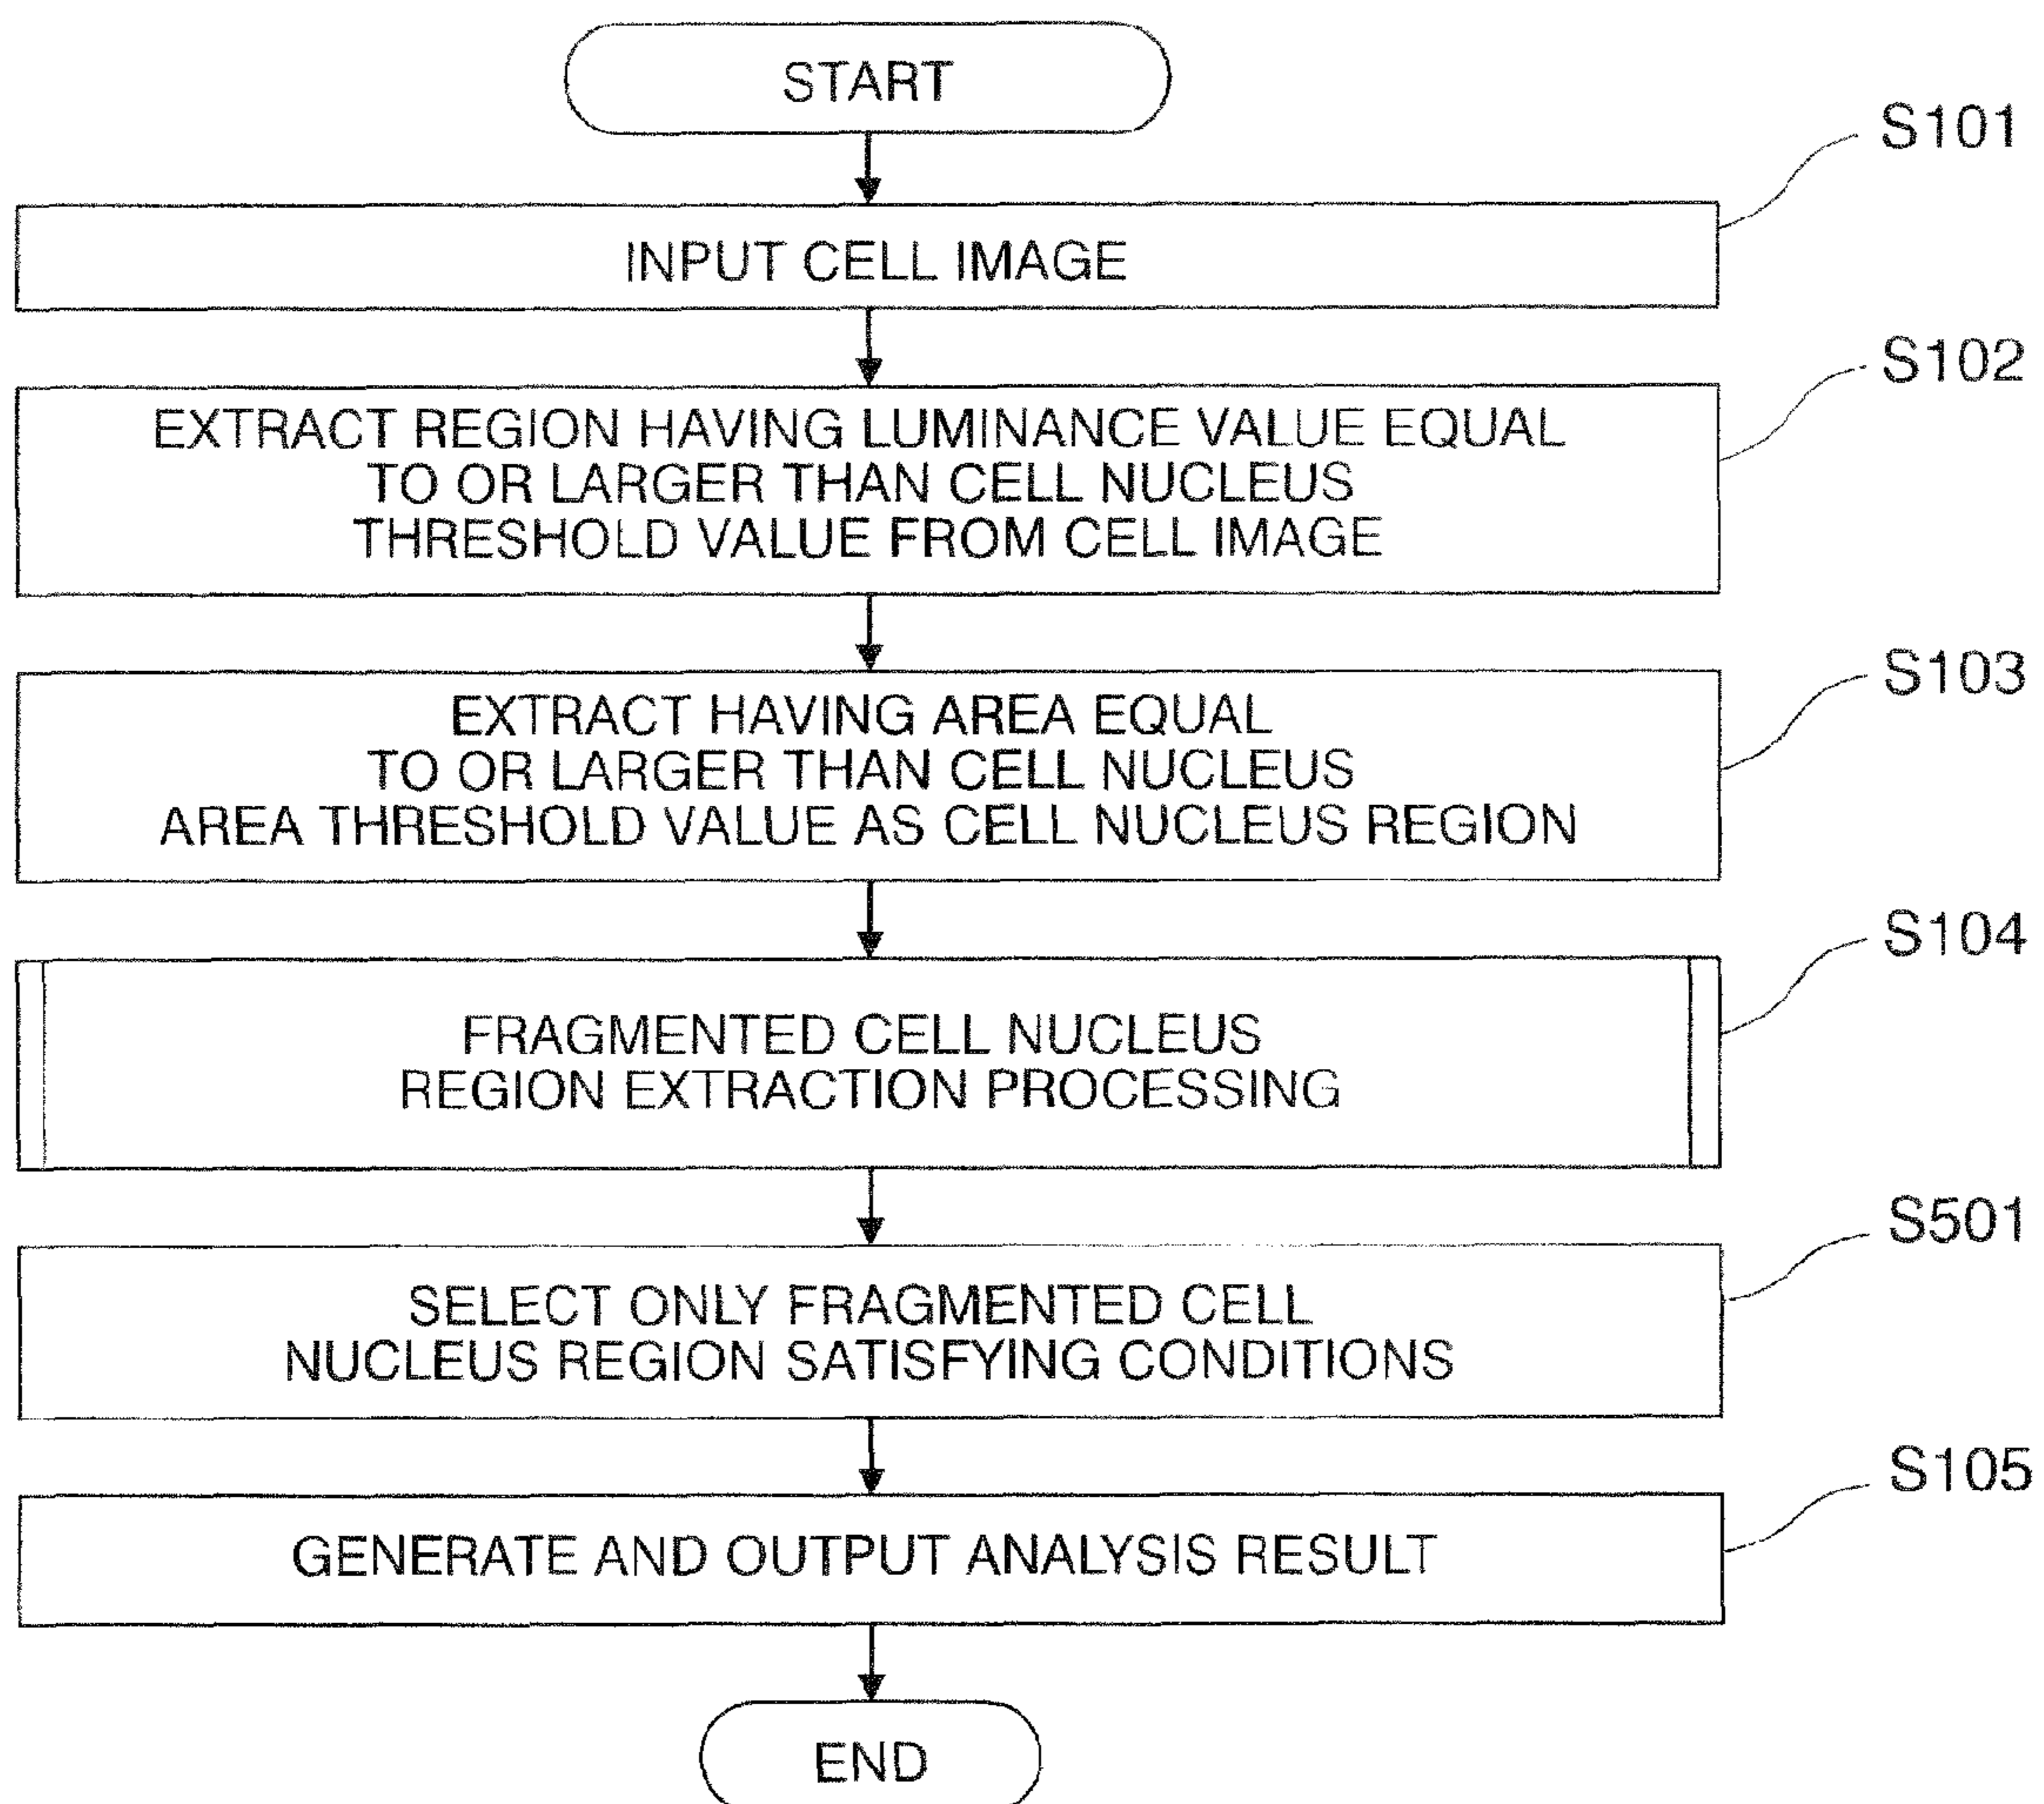 START
S101
INPUT CELL IMAGE
S102
EXTRACT REGION HAVING LUMINANCE VALUE EQUAL
TO OR LARGER THAN CELL NUCLEUS
THRESHOLD VALUE FROM CELL IMAGE
S103
EXTRACT HAVING AREA EQUAL
TO OR LARGER THAN CELL NUCLEUS
AREA THRESHOLD VALUE AS CELL NUCLEUS REGION
S104
FRAGMENTED CELL NUCLEUS
REGION EXTRACTION PROCESSING
S501
SELECT ONLY FRAGMENTED CELL
NUCLEUS REGION SATISFYING CONDITIONS
S105
GENERATE AND OUTPUT ANALYSIS RESULT
END